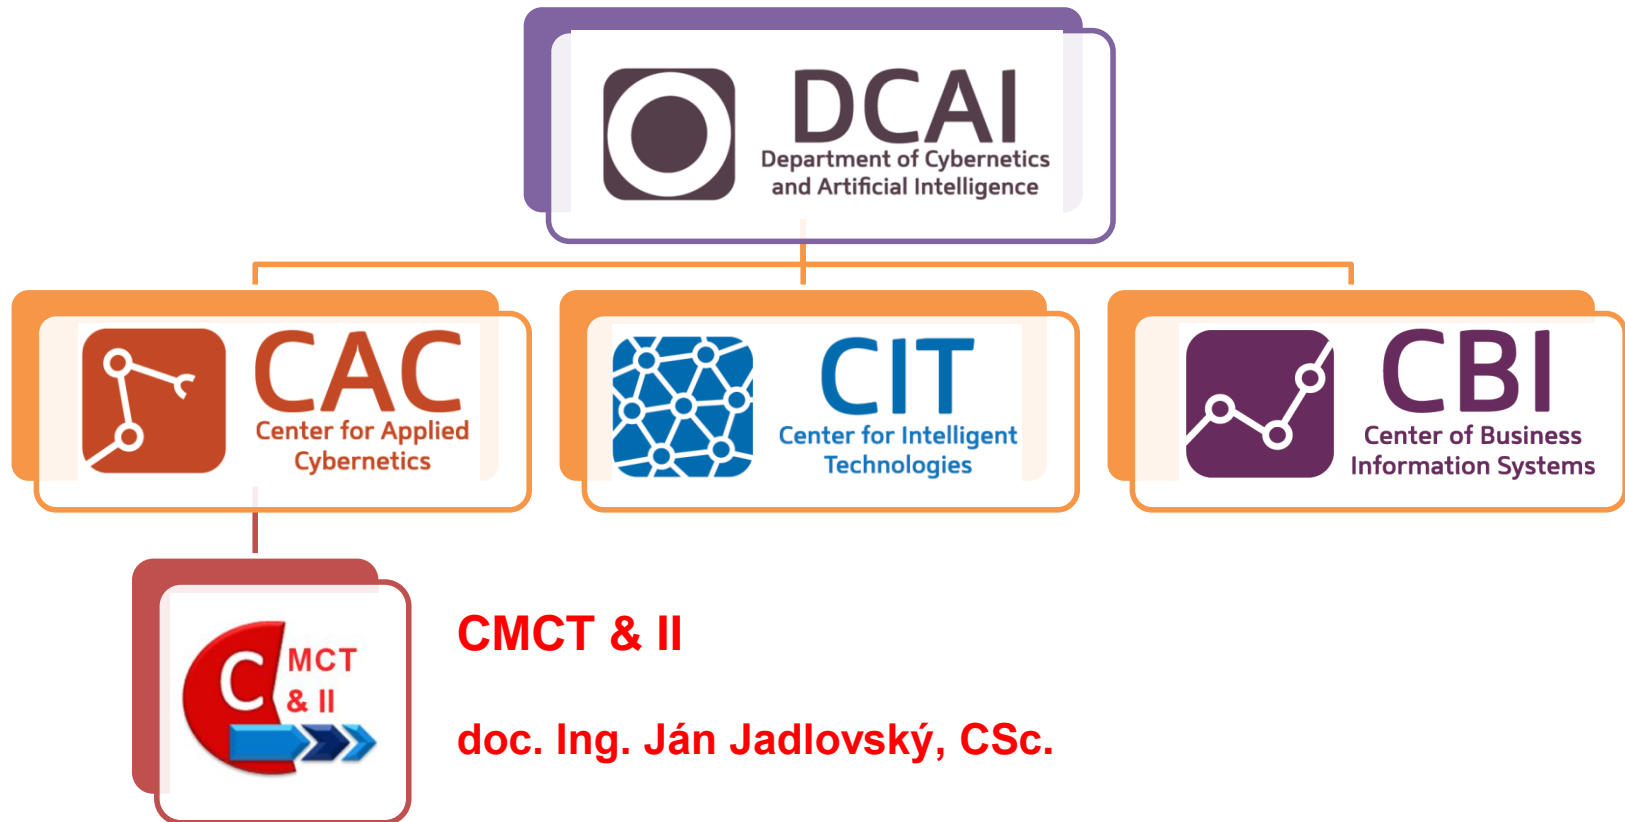 DCAI
Department of Cybernetics
and Artificial Intelligence
CAC
Center for Applied
Cybernetics
CIT
Center for Intelligent
Technologies
CBI
Center of Business
Information Systems
C MCT
& II
CMCT & II
doc. Ing. Ján Jadlovský, CSc.